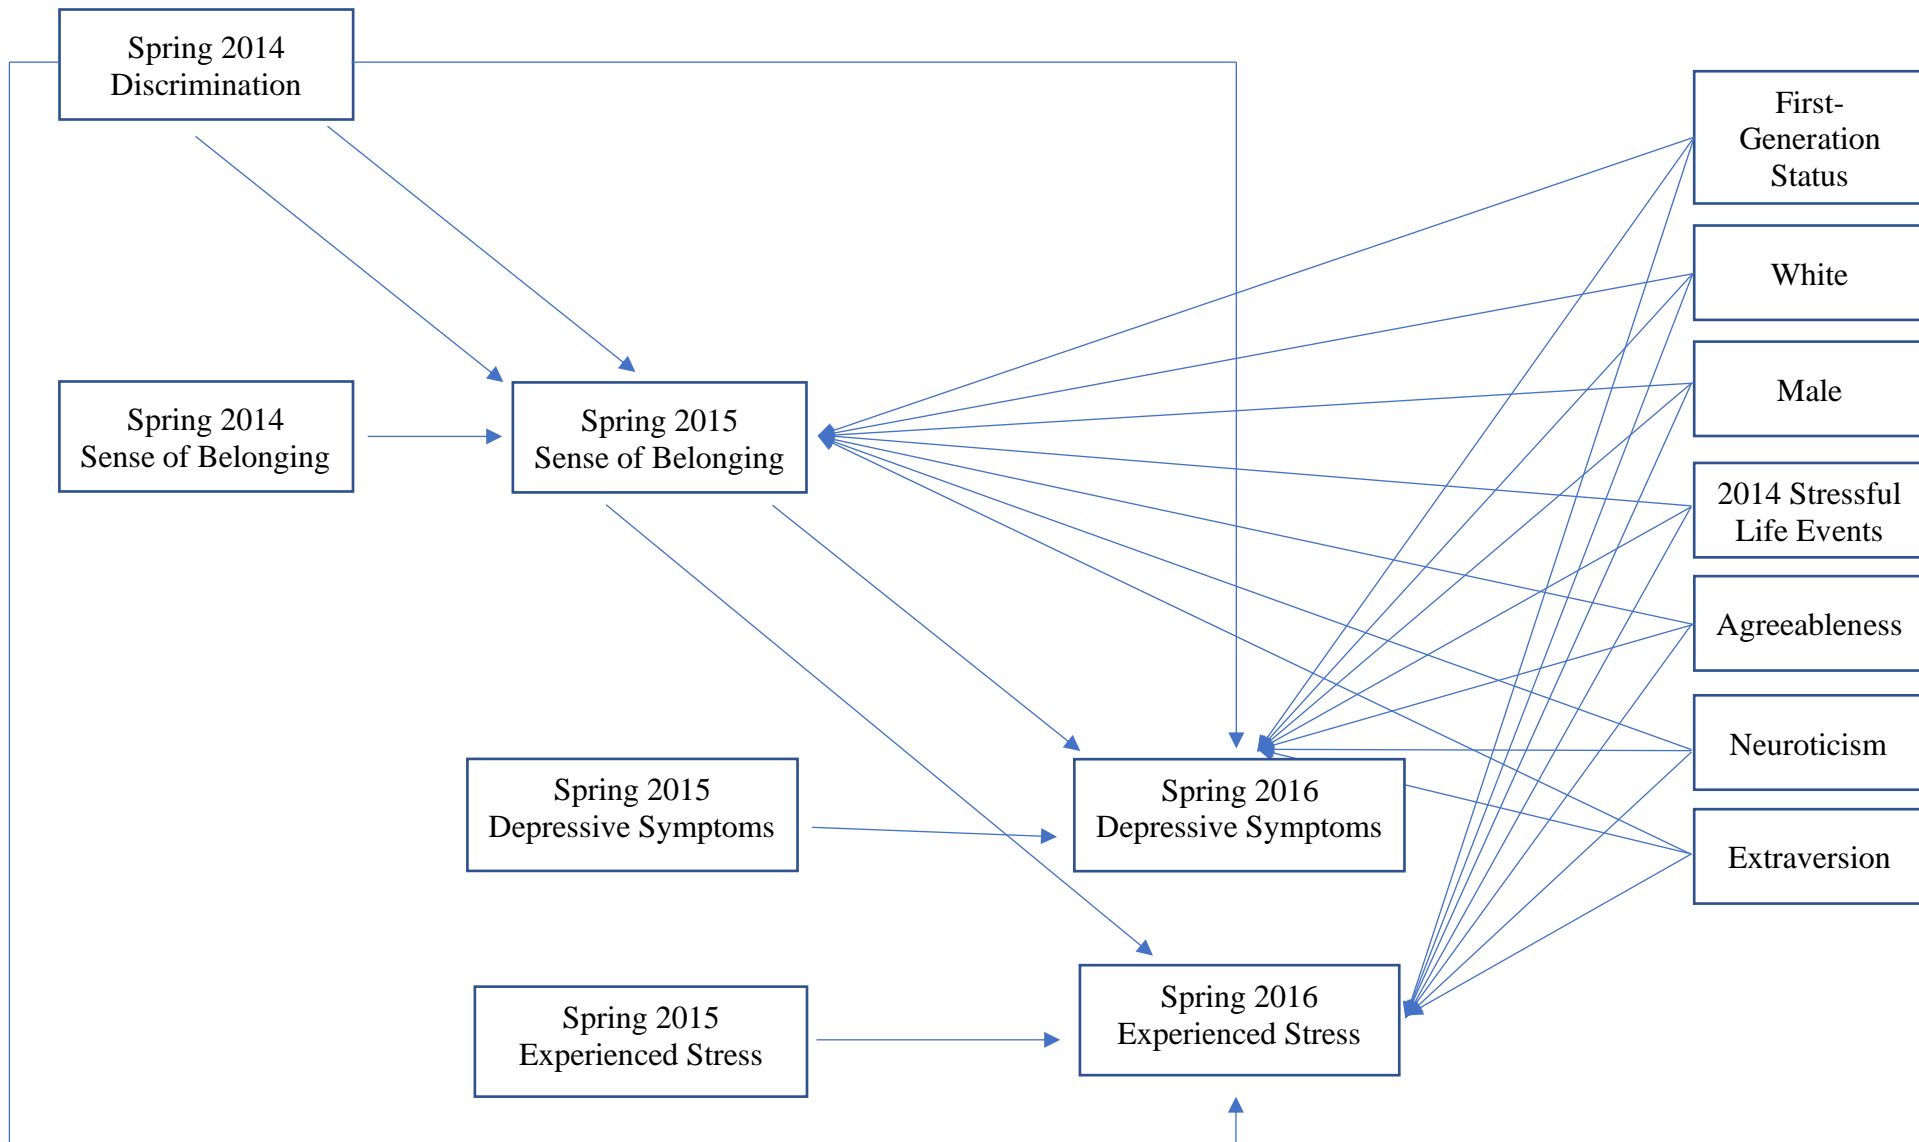 Spring 2014
Discrimination
First-
Generation
Status
White
Male
Spring 2014
Sense of Belonging
Spring 2015
Sense of Belonging
2014 Stressful
Life Events
Agreeableness
Neuroticism
Spring 2015
Depressive Symptoms
Spring 2016
Depressive Symptoms
Extraversion
Spring 2015
Experienced Stress
Spring 2016
Experienced Stress